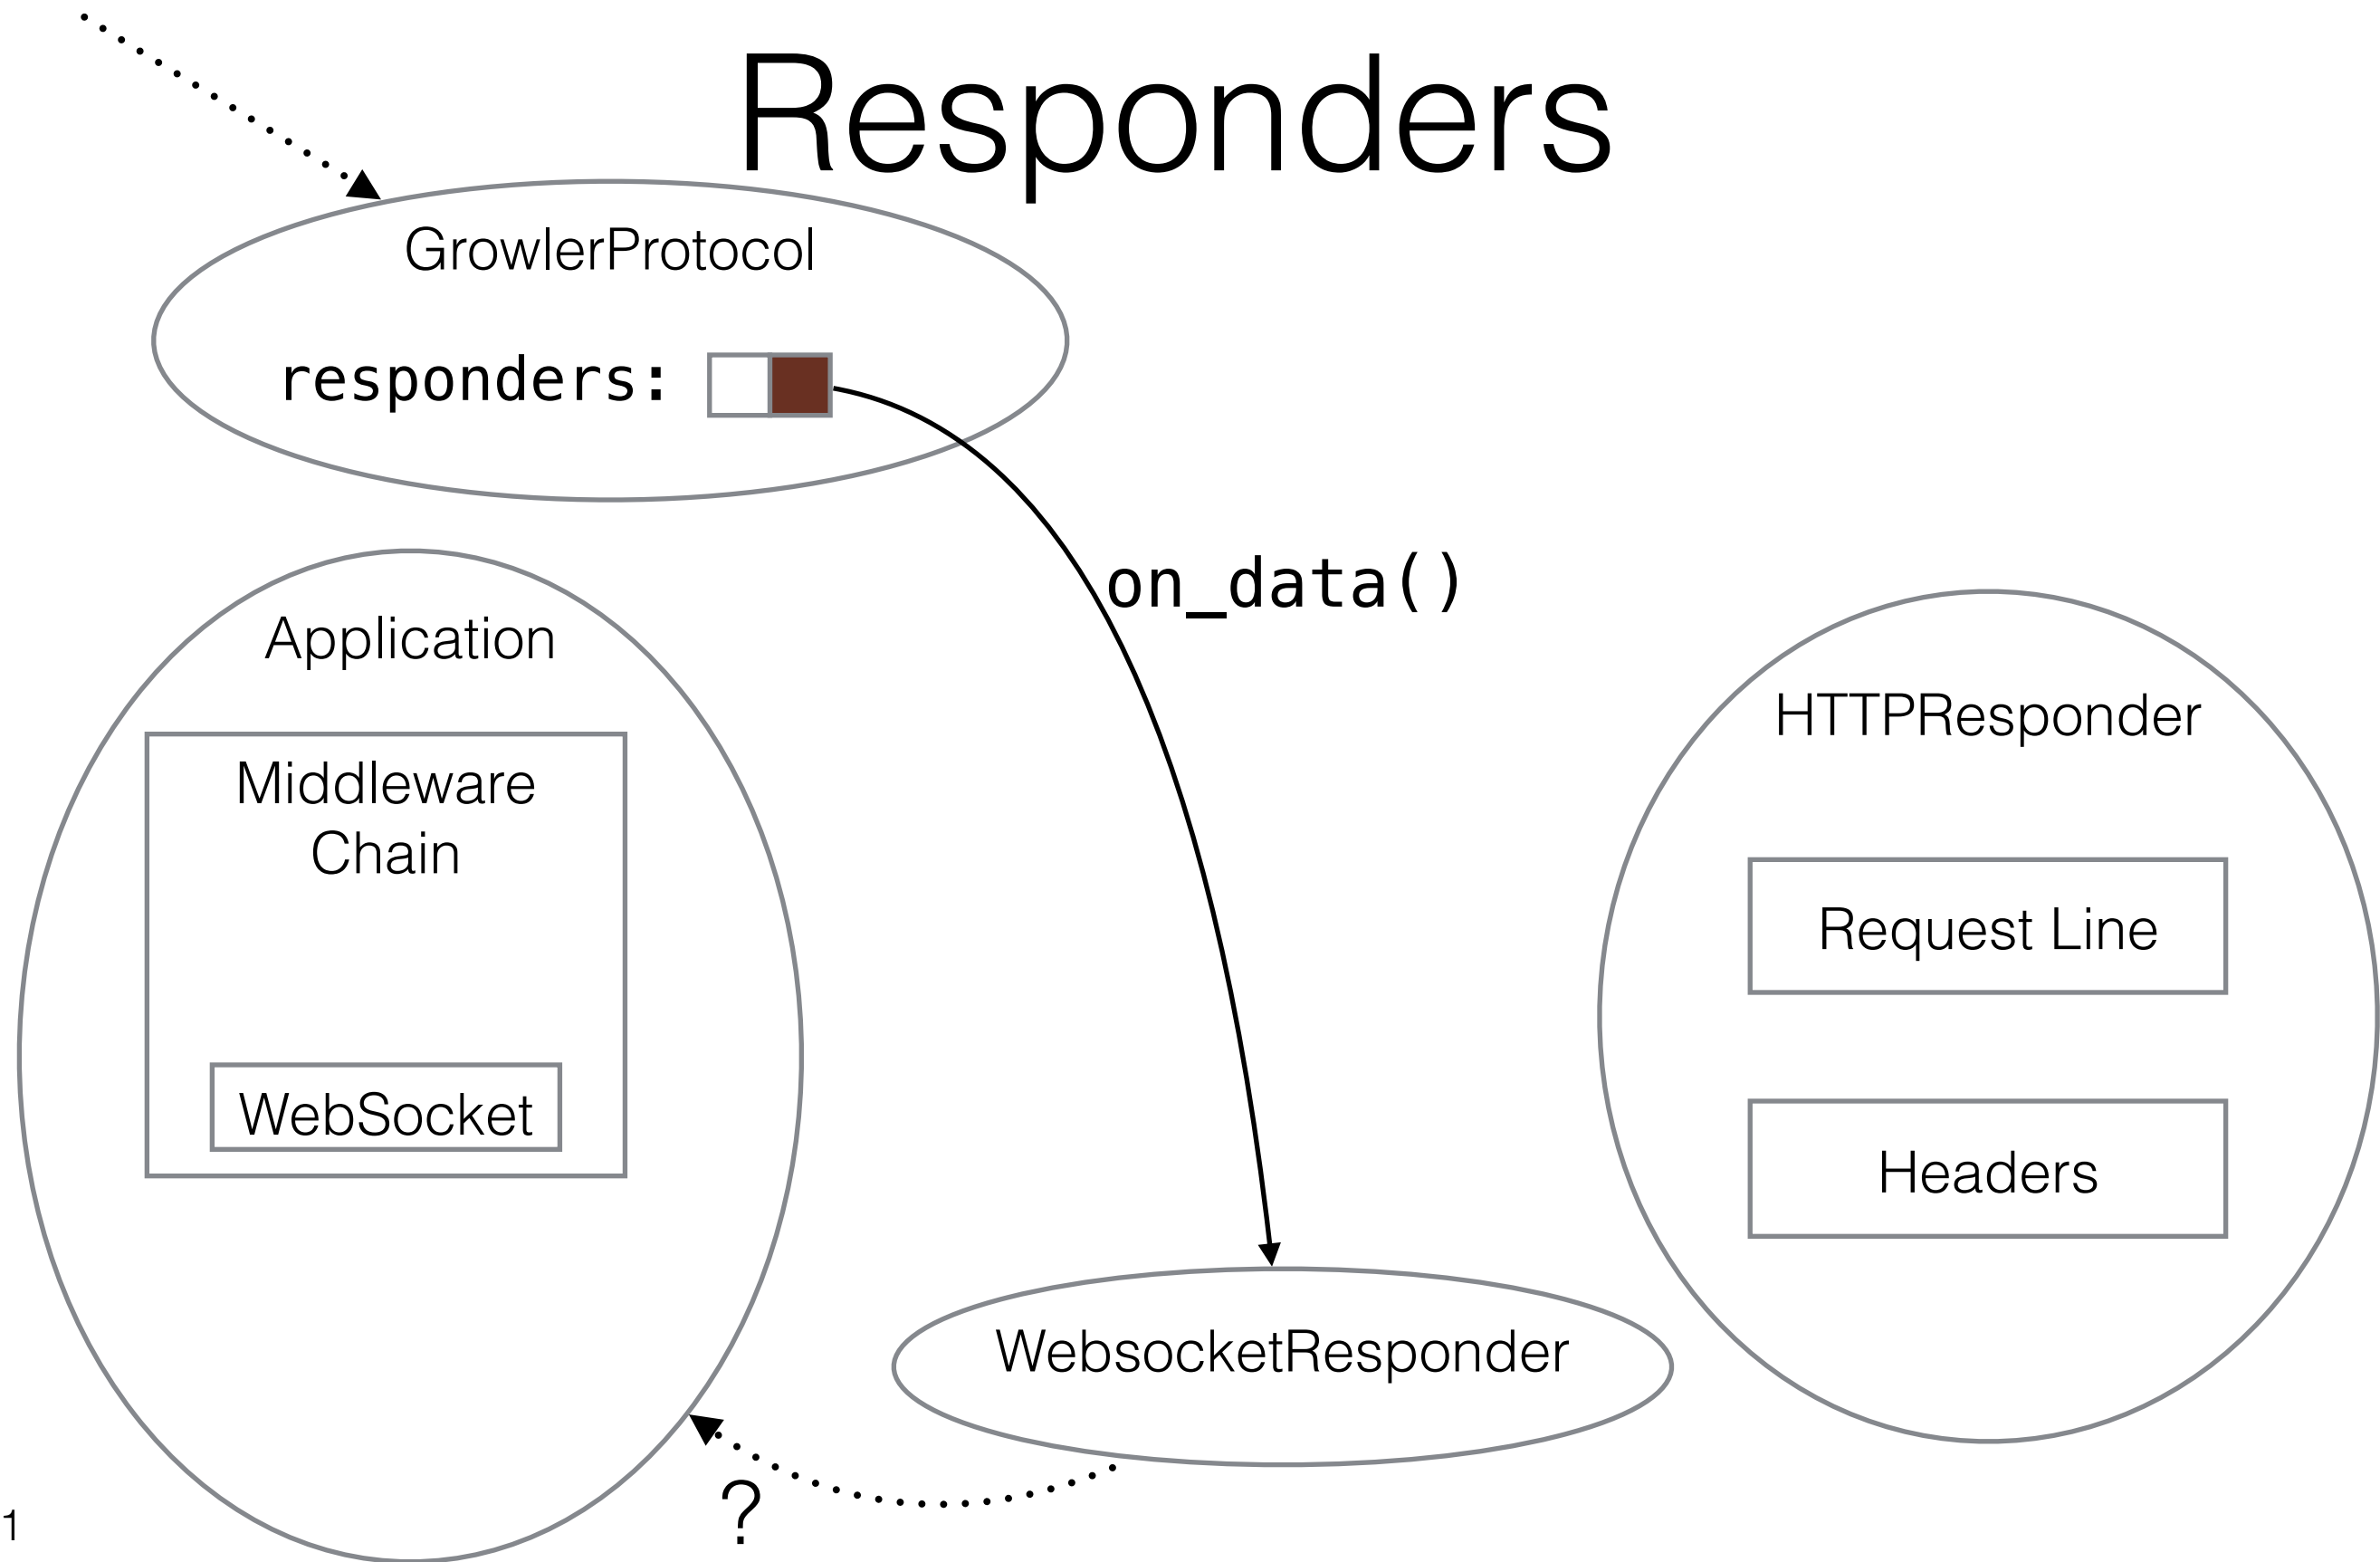 Responders
GrowlerProtocol
responders:
on_data()
Application
Middleware
Chain
WebSocket
HTTPResponder
Request Line
Headers
WebsocketResponder
?
1